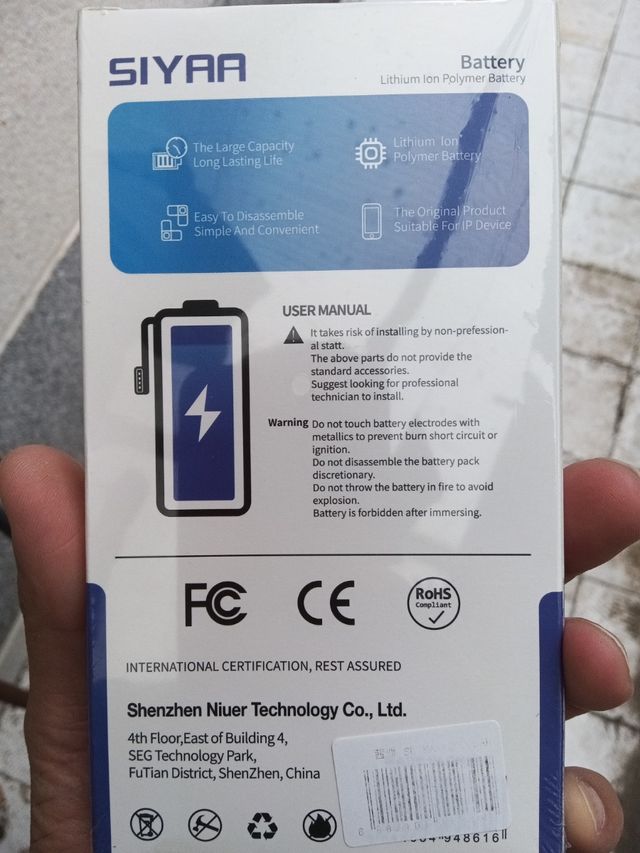 SIYAA
Battery
Lithium Ion Polymer Battery
The Large Capacity
Long Lasting Life
Lithium Ion
Polymer Battery
Easy To Disassemble
Simple And Convenient
The Original Product
Suitable For IP Device
USER MANUAL
It takes risk of installing by non-prefession-
al statt.
The above parts do not provide the
standard accessories.
Suggest looking for professional
technician to install.
Warning Do not touch battery electrodes with
metallics to prevent burn short circuit or
ignition.
Do not disassemble the battery pack
discretionary.
Do not throw the battery in fire to avoid
explosion.
Battery is forbidden after immersing.
FC CE RoHS
Compliant
INTERNATIONAL CERTIFICATION, REST ASSURED
Shenzhen Niuer Technology Co., Ltd.
4th Floor,East of Building 4,
SEG Technology Park,
FuTian District, ShenZhen, China
948616